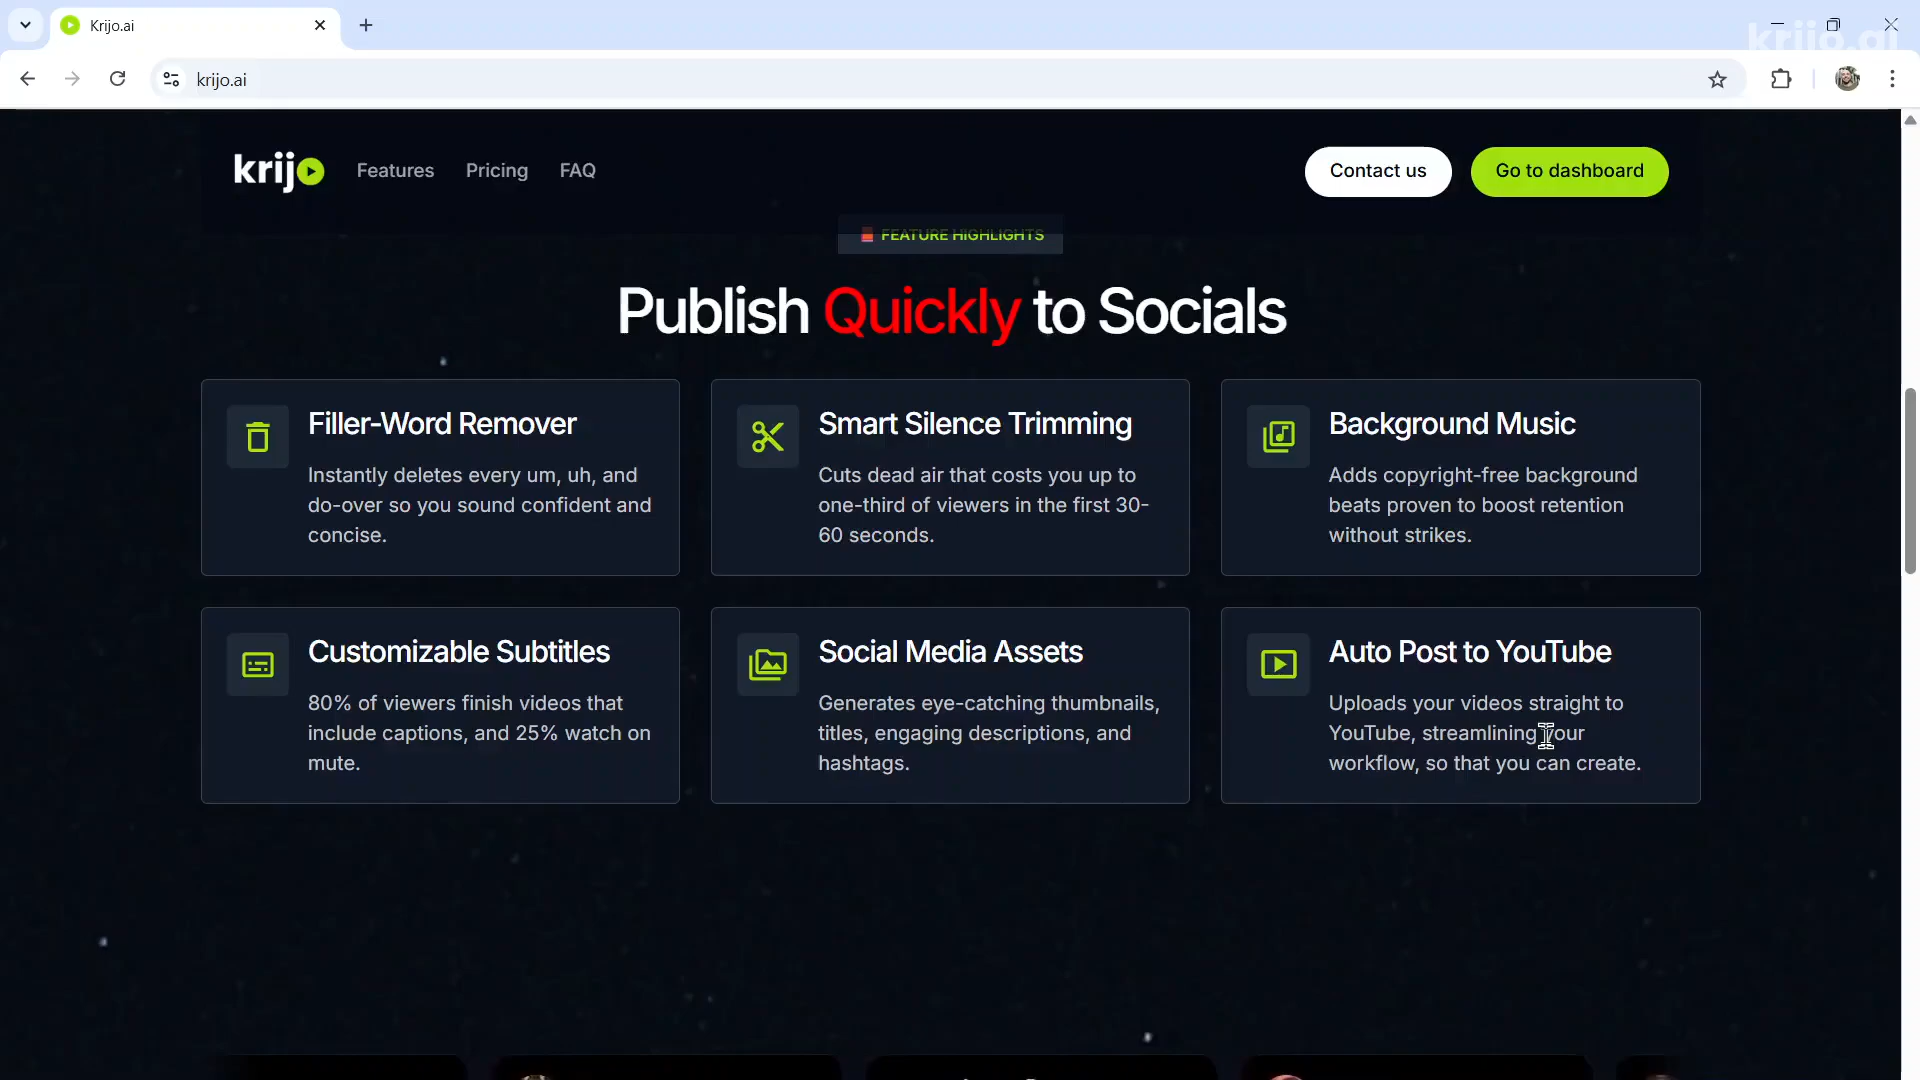 Krijo.ai
krijo.ai
krijo.ai
krijo
Features
Pricing
FAQ
Contact us
Go to dashboard
FEATURE HIGHLIGHTS
Publish Quickly to Socials
Filler-Word Remover
Instantly deletes every um, uh, and
do-over so you sound confident and
concise.
Smart Silence Trimming
Cuts dead air that costs you up to
one-third of viewers in the first 30-
60 seconds.
Background Music
Adds copyright-free background
beats proven to boost retention
without strikes.
Customizable Subtitles
80% of viewers finish videos that
include captions, and 25% watch on
mute.
Social Media Assets
Generates eye-catching thumbnails,
titles, engaging descriptions, and
hashtags.
Auto Post to YouTube
Uploads your videos straight to
YouTube, streamlining your
workflow, so that you can create.